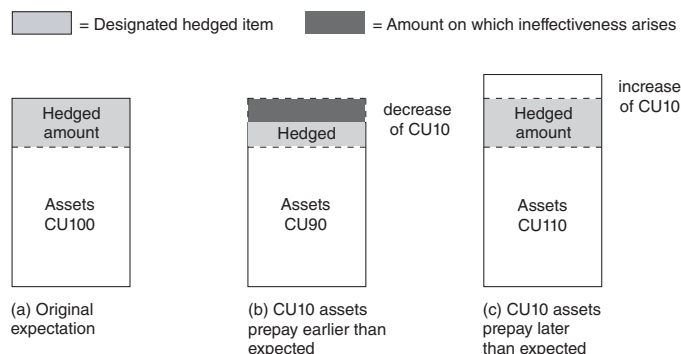 = Designated hedged item
= Amount on which ineffectiveness arises
Hedged
amount
Assets
CU100
(a) Original
expectation
Hedged
decrease
of CU10
Assets
CU90
(b) CU10 assets
prepay earlier than
expected
increase
of CU10
Hedged
amount
Assets
CU110
(c) CU10 assets
prepay later
than expected